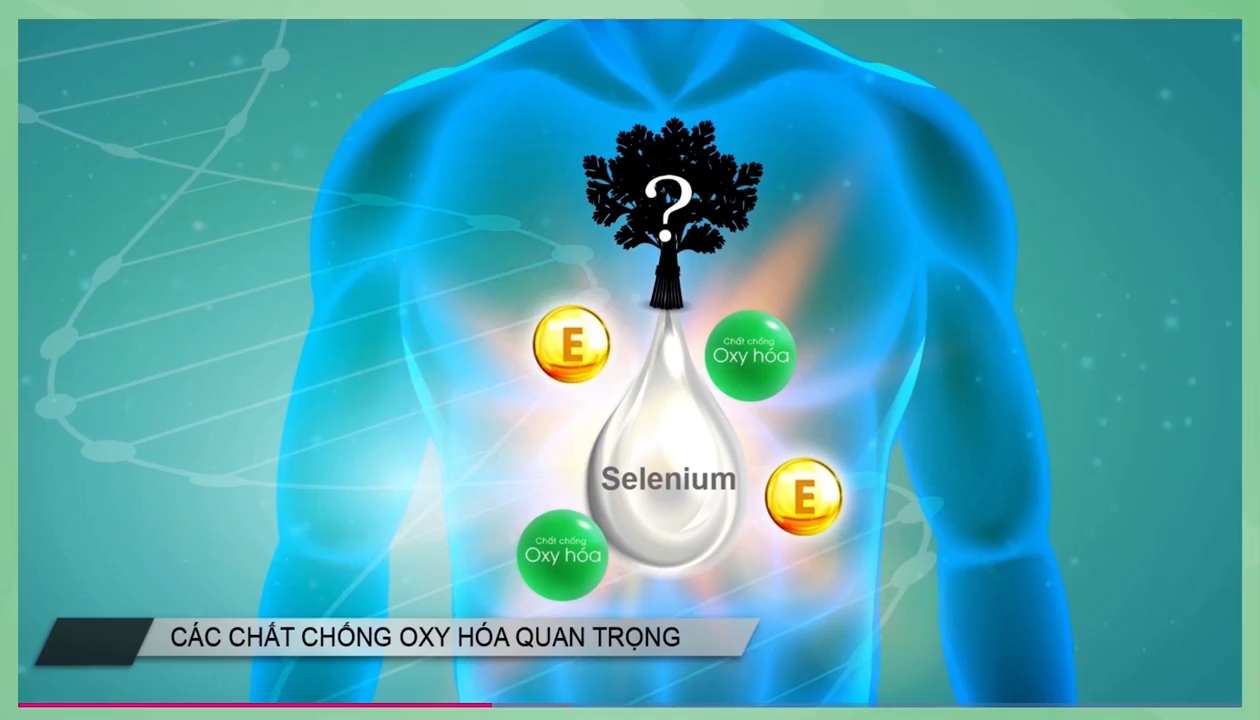 ?
E
Chất chống
Oxy hóa
Selenium
E
Chất chống
Oxy hóa
CÁC CHẤT CHỐNG OXY HÓA QUAN TRỌNG